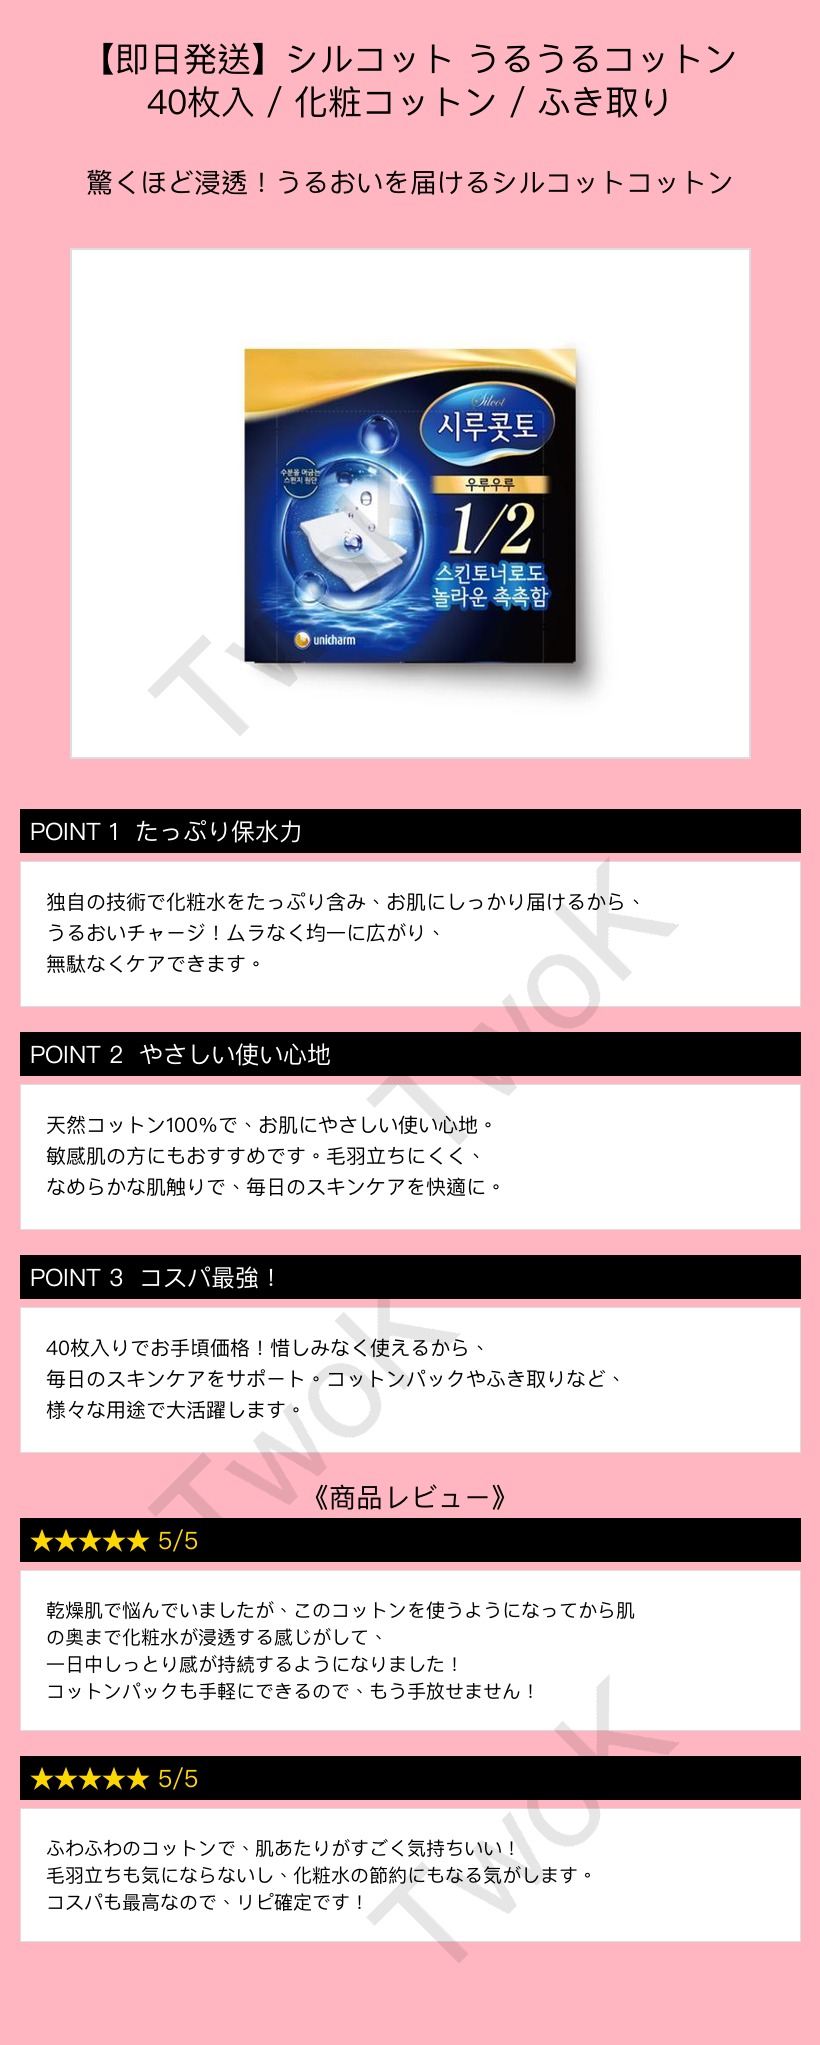 【即日発送】シルコット うるうるコットン
40枚入 / 化粧コットン / ふき取り
驚くほど浸透！うるおいを届けるシルコットコットン
Silcot
시루콧토
수분을 머금는
스펀지 원단
우루우루
1/2
스킨토너로도
놀라운 촉촉함
unicharm
TwoK
POINT 1 たっぷり保水力
独自の技術で化粧水をたっぷり含み、お肌にしっかり届けるから、
うるおいチャージ！ムラなく均一に広がり、
無駄なくケアできます。
TwoK
POINT 2 やさしい使い心地
天然コットン100%で、お肌にやさしい使い心地。
敏感肌の方にもおすすめです。毛羽立ちにくく、
なめらかな肌触りで、毎日のスキンケアを快適に。
POINT 3 コスパ最強！
40枚入りでお手頃価格！惜しみなく使えるから、
毎日のスキンケアをサポート。コットンパックやふき取りなど、
様々な用途で大活躍します。
TwoK
《商品レビュー》
★★★★★ 5/5
乾燥肌で悩んでいましたが、このコットンを使うようになってから肌
の奥まで化粧水が浸透する感じがして、
一日中しっとり感が持続するようになりました！
コットンパックも手軽にできるので、もう手放せません！
★★★★★ 5/5
ふわふわのコットンで、肌あたりがすごく気持ちいい！
毛羽立ちも気にならないし、化粧水の節約にもなる気がします。
コスパも最高なので、リピ確定です！
TwoK